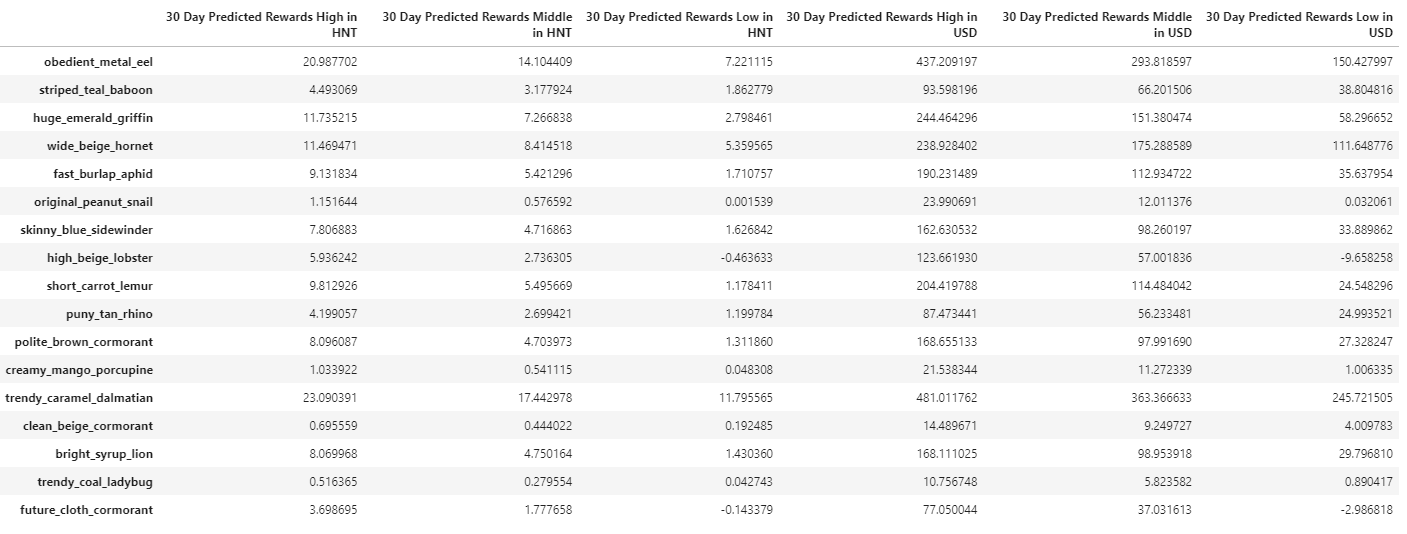 30 Day Predicted Rewards High in HNT 30 Day Predicted Rewards Middle in HNT 30 Day Predicted Rewards Low in HNT 30 Day Predicted Rewards High in USD 30 Day Predicted Rewards Middle in USD 30 Day Predicted Rewards Low in USD
obedient_metal_eel 20.987702 14.104409 7.221115 437.209197 293.818597 150.427997
striped_teal_baboon 4.493069 3.177924 1.862779 93.598196 66.201506 38.804816
huge_emerald_griffin 11.735215 7.266838 2.798461 244.464296 151.380474 58.296652
wide_beige_hornet 11.469471 8.414518 5.359565 238.928402 175.288589 111.648776
fast_burlap_aphid 9.131834 5.421296 1.710757 190.231489 112.934722 35.637954
original_peanut_snail 1.151644 0.576592 0.001539 23.990691 12.011376 0.032061
skinny_blue_sidewinder 7.806883 4.716863 1.626842 162.630532 98.260197 33.889862
high_beige_lobster 5.936242 2.736305 -0.463633 123.661930 57.001836 -9.658258
short_carrot_lemur 9.812926 5.495669 1.178411 204.419788 114.484042 24.548296
puny_tan_rhino 4.199057 2.699421 1.199784 87.473441 56.233481 24.993521
polite_brown_cormorant 8.096087 4.703973 1.311860 168.655133 97.991690 27.328247
creamy_mango_porcupine 1.033922 0.541115 0.048308 21.538344 11.272339 1.006335
trendy_caramel_dalmatian 23.090391 17.442978 11.795565 481.011762 363.366633 245.721505
clean_beige_cormorant 0.695559 0.444022 0.192485 14.489671 9.249727 4.009783
bright_syrup_lion 8.069968 4.750164 1.430360 168.111025 98.953918 29.796810
trendy_coal_ladybug 0.516365 0.279554 0.042743 10.756748 5.823582 0.890417
future_cloth_cormorant 3.698695 1.777658 -0.143379 77.050044 37.031613 -2.986818